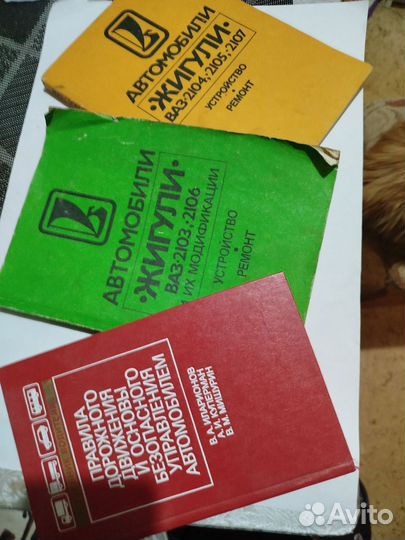 АВТОМОБИЛИ
·ЖИГУЛИ·
ВАЗ-2104,-2105,-2107
УСТРОЙСТВО
РЕМОНТ
АВТОМОБИЛИ
·ЖИГУЛИ·
ВАЗ-2103,-2106
ИХ МОДИФИКАЦИИ
УСТРОЙСТВО
·
РЕМОНТ
ПРАВИЛА
ДОРОЖНОГО
ДВИЖЕНИЯ
И ОСНОВЫ
БЕЗОПАСНОГО
УПРАВЛЕНИЯ
АВТОМОБИЛЕМ
В.А. ИЛАРИОНОВ
А.И. КУПЕРМАН
В.М. МИШУРИН
Avito